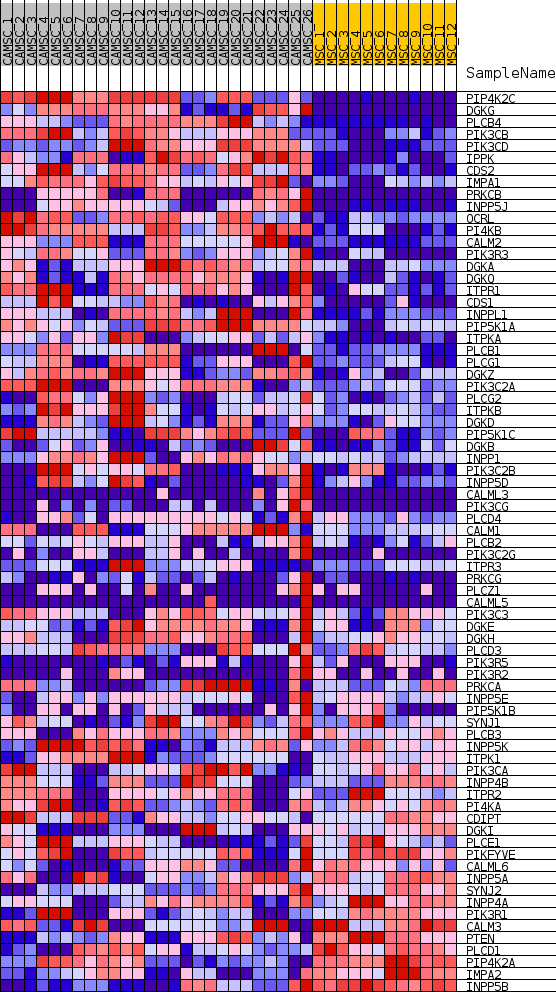 CAMSC_1
CAMSC_2
CAMSC_3
CAMSC_4
CAMSC_5
CAMSC_6
CAMSC_7
CAMSC_8
CAMSC_9
CAMSC_10
CAMSC_11
CAMSC_12
CAMSC_13
CAMSC_14
CAMSC_15
CAMSC_16
CAMSC_17
CAMSC_18
CAMSC_19
CAMSC_20
CAMSC_21
CAMSC_22
CAMSC_23
CAMSC_24
CAMSC_25
CAMSC_26
MSC_1
MSC_2
MSC_3
MSC_4
MSC_5
MSC_6
MSC_7
MSC_8
MSC_9
MSC_10
MSC_11
MSC_12
SampleName
PIP4K2C
DGKG
PLCB4
PIK3CB
PIK3CD
IPPK
CDS2
IMPA1
PRKCB
INPP5J
OCRL
PI4KB
CALM2
PIK3R3
DGKA
DGKQ
ITPR1
CDS1
INPPL1
PIP5K1A
ITPKA
PLCB1
PLCG1
DGKZ
PIK3C2A
PLCG2
ITPKB
DGKD
PIP5K1C
DGKB
INPP1
PIK3C2B
INPP5D
CALML3
PIK3CG
PLCD4
CALM1
PLCB2
PIK3C2G
ITPR3
PRKCG
PLCZ1
CALML5
PIK3C3
DGKE
DGKH
PLCD3
PIK3R5
PIK3R2
PRKCA
INPP5E
PIP5K1B
SYNJ1
PLCB3
INPP5K
ITPK1
PIK3CA
INPP4B
ITPR2
PI4KA
CDIPT
DGKI
PLCE1
PIKFYVE
CALML6
INPP5A
SYNJ2
INPP4A
PIK3R1
CALM3
PTEN
PLCD1
PIP4K2A
IMPA2
INPP5B